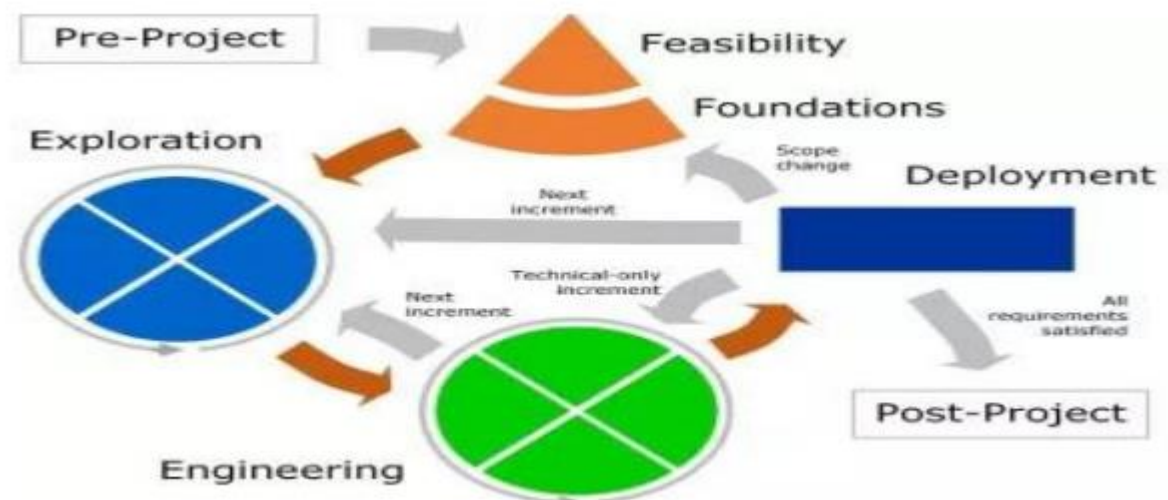 Pre-Project
Feasibility
Foundations
Exploration
Scope
change
Deployment
Next
increment
Technical-only
increment
Next
increment
All
requirements
satisfied
Post-Project
Engineering